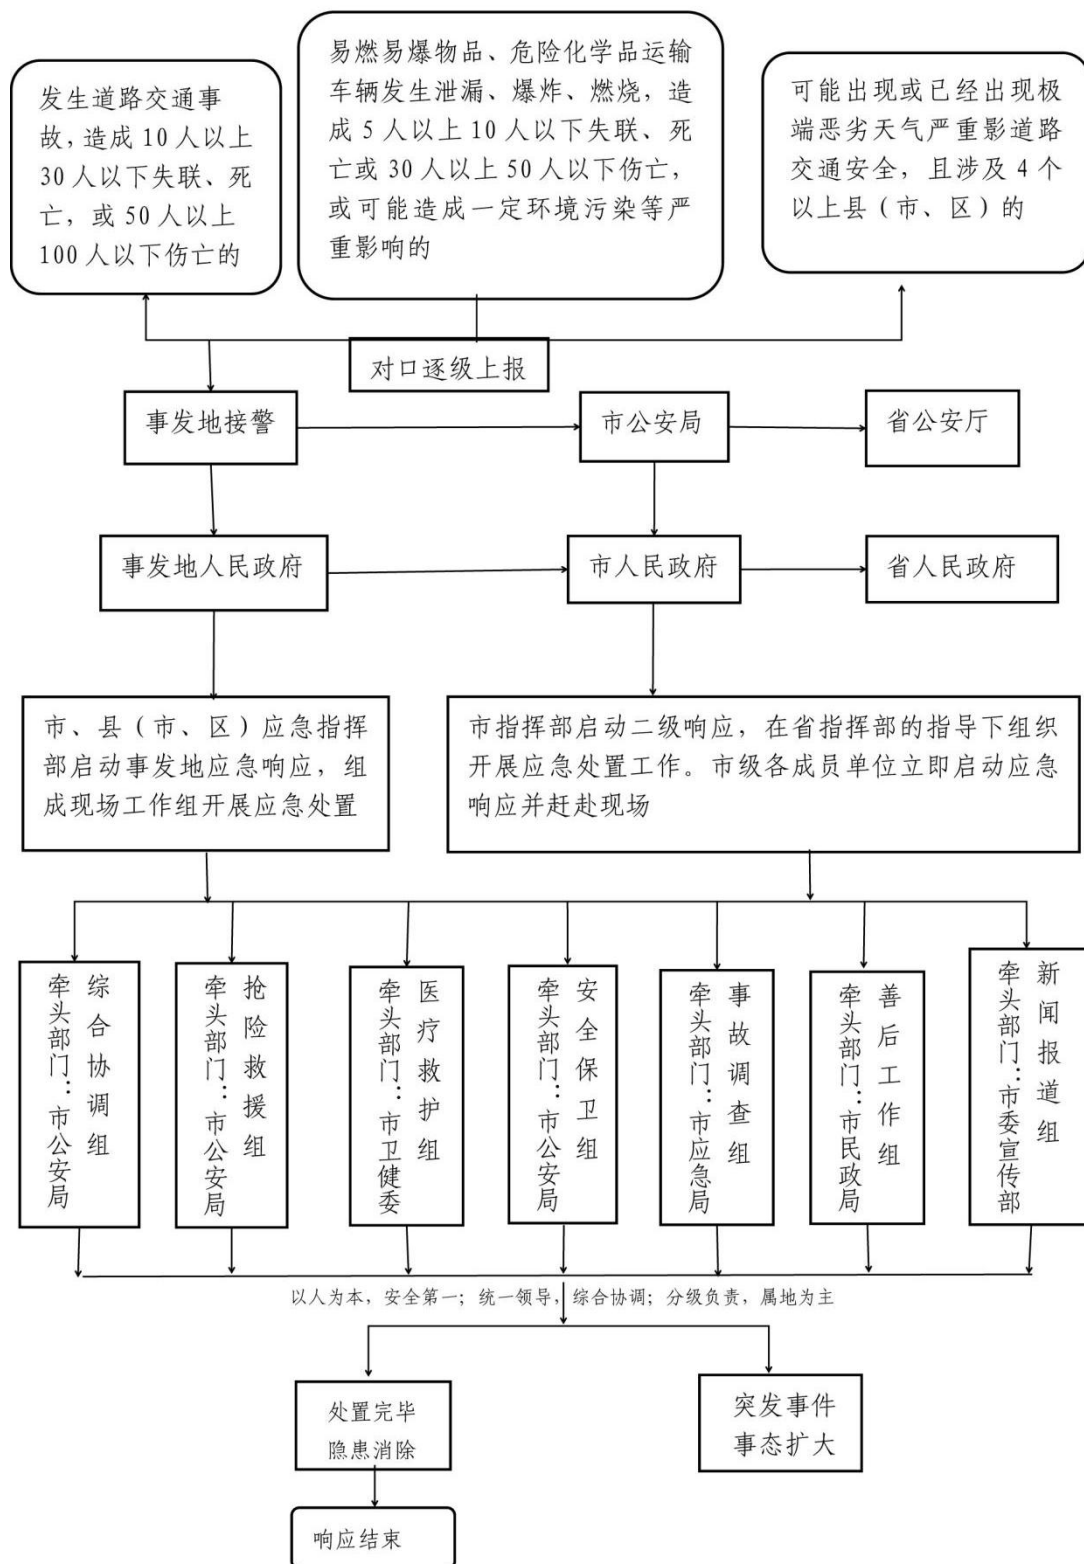 发生道路交通事
故，造成 10 人以上
30 人以下失联、死
亡，或 50 人以上
100 人以下伤亡的
易燃易爆物品、危险化学品运输
车辆发生泄漏、爆炸、燃烧，造
成 5 人以上 10 人以下失联、死
亡或 30 人以上 50 人以下伤亡，
或可能造成一定环境污染等严
重影响的
可能出现或已经出现极
端恶劣天气严重影道路
交通安全，且涉及 4 个
以上县（市、区）的
对口逐级上报
事发地接警
市公安局
省公安厅
事发地人民政府
市人民政府
省人民政府
市、县（市、区）应急指挥
部启动事发地应急响应，组
成现场工作组开展应急处置
市指挥部启动二级响应，在省指挥部的指导下组织
开展应急处置工作。市级各成员单位立即启动应急
响应并赶赴现场
综合协调组
牵头部门：市公安局
抢险救援组
牵头部门：市公安局
医疗救护组
牵头部门：市卫健委
安全保卫组
牵头部门：市公安局
事故调查组
牵头部门：市应急局
善后工作组
牵头部门：市民政局
新闻报道组
牵头部门：市委宣传部
以人为本，安全第一；统一领导，综合协调；分级负责，属地为主
处置完毕
隐患消除
突发事件
事态扩大
响应结束